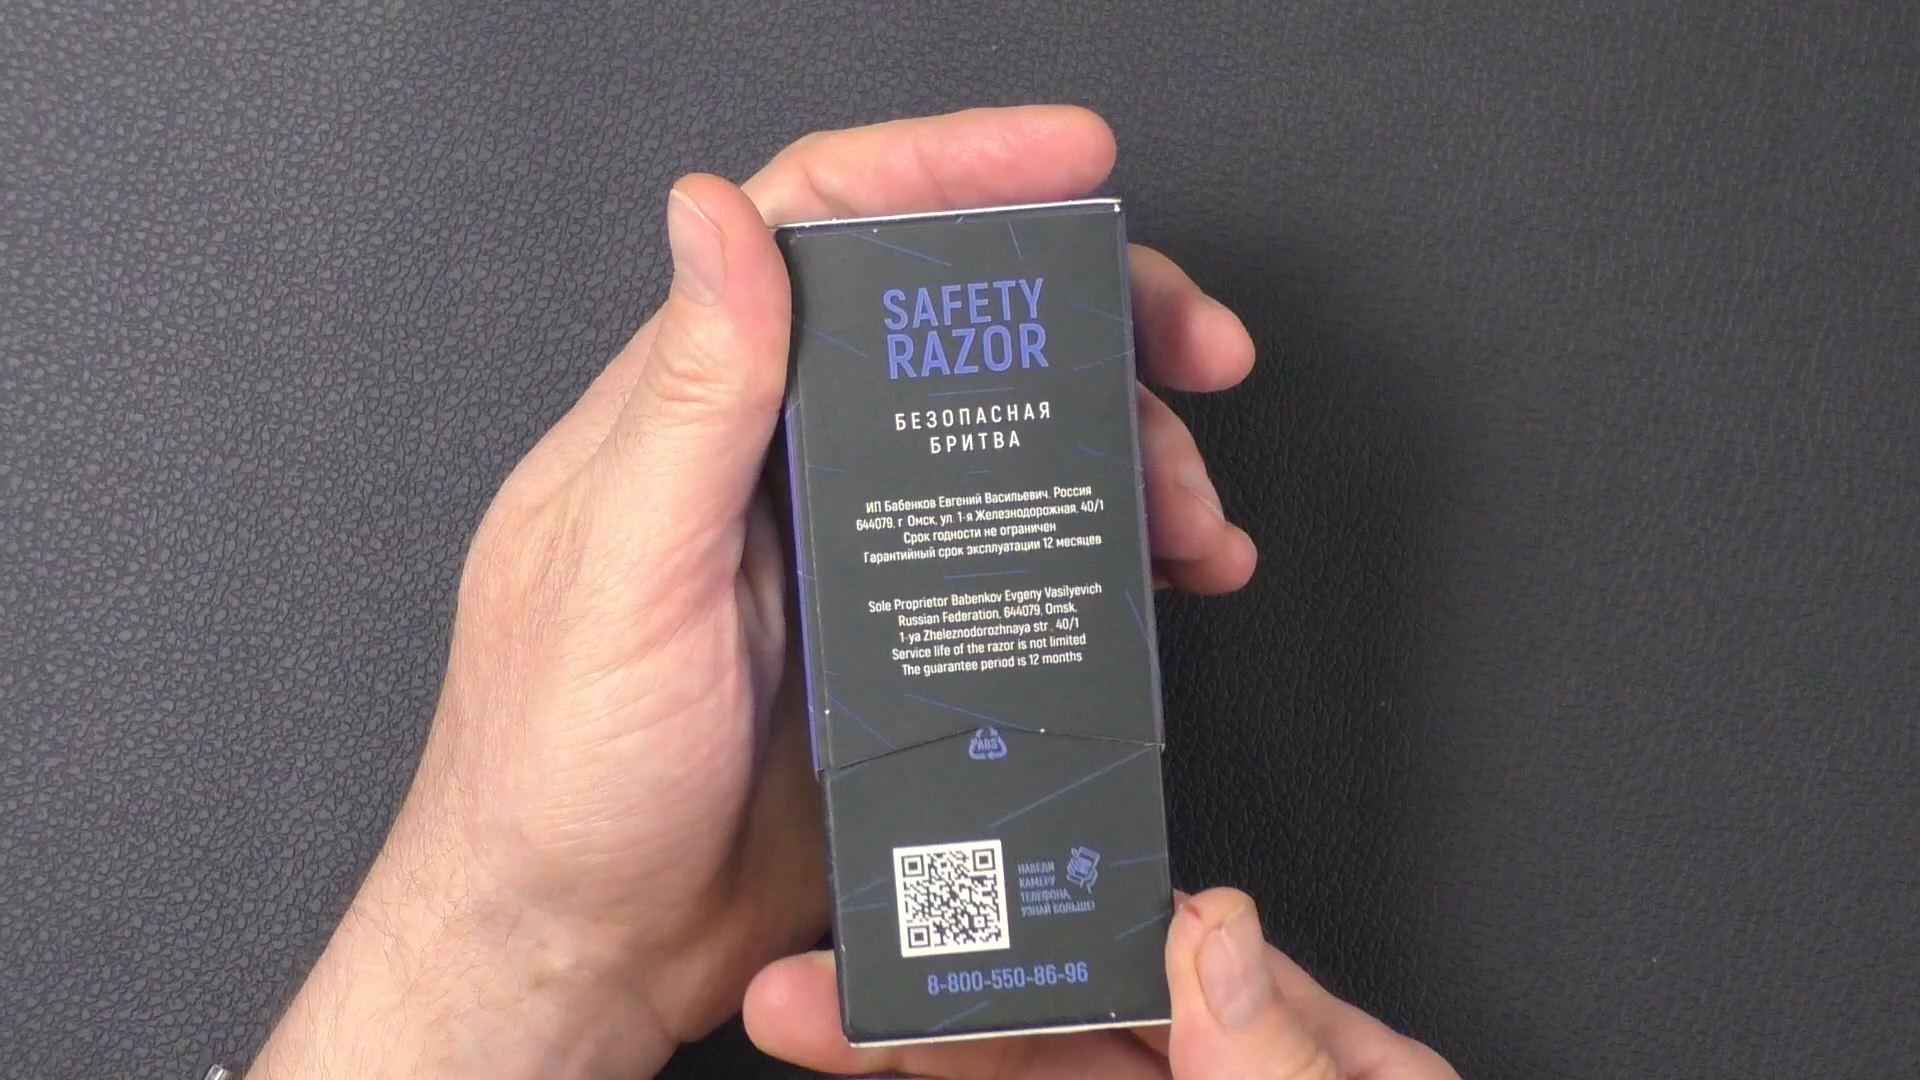 SAFETY
RAZOR
БЕЗОПАСНАЯ
БРИТВА
ИП Бабенков Евгений Васильевич. Россия
644079, г. Омск, ул. 1-я Железнодорожная, 40/1
Срок годности не ограничен
Гарантийный срок эксплуатации 12 месяцев
Sole Proprietor Babenkov Evgeny Vasilyevich
Russian Federation, 644079, Omsk,
1-ya Zheleznodorozhnaya str., 40/1
Service life of the razor is not limited
The guarantee period is 12 months
ABS
НАВЕДИ
КАМЕРУ
ТЕЛЕФОНА,
УЗНАЙ БОЛЬШЕ!
8-800-550-86-96